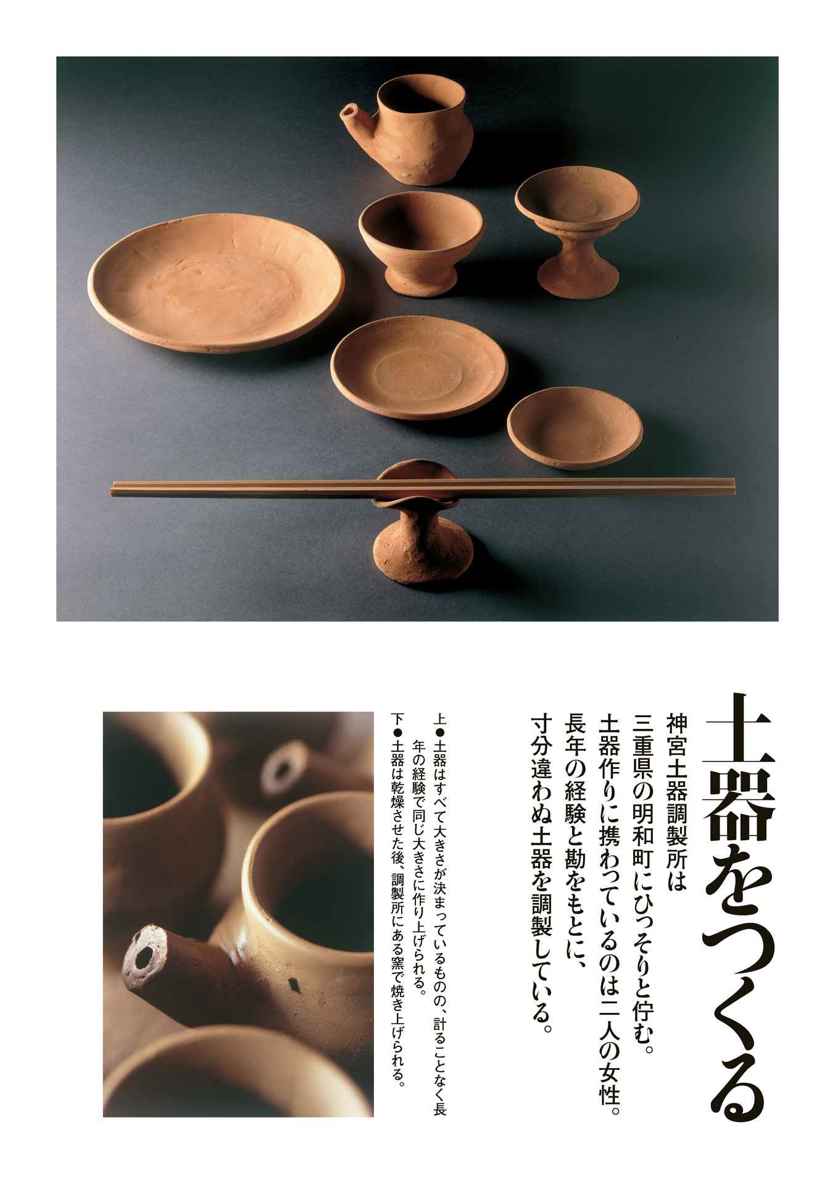 土器をつくる
神宮土器調製所は
三重県の明和町にひっそりと佇む。
土器作りに携わっているのは二人の女性。
長年の経験と勘をもとに、
寸分違わぬ土器を調製している。
上●土器はすべて大きさが決まっているものの、計ることなく長
年の経験で同じ大きさに作り上げられる。
下●土器は乾燥させた後、調製所にある窯で焼き上げられる。